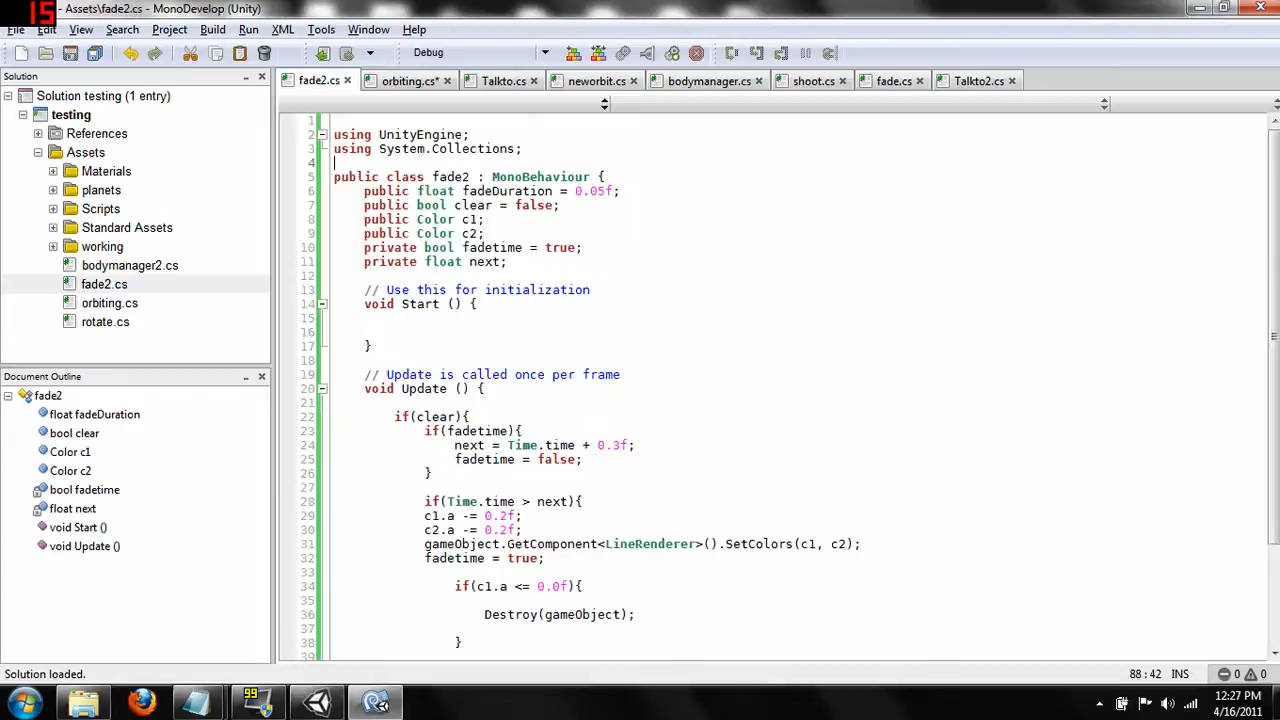 15
- Assets\fade2.cs - MonoDevelop (Unity)
File Edit View Search Project Build Run XML Tools Window Help
Debug
Solution
Solution testing (1 entry)
testing
References
Assets
Materials
planets
Scripts
Standard Assets
working
bodymanager2.cs
fade2.cs
orbiting.cs
rotate.cs
Document Outline
fade2
float fadeDuration
bool clear
Color c1
Color c2
bool fadetime
float next
void Start ()
void Update ()
fade2.cs orbiting.cs* Talkto.cs neworbit.cs bodymanager.cs shoot.cs fade.cs Talkto2.cs
1
2 using UnityEngine;
3 using System.Collections;
4
5 public class fade2 : MonoBehaviour {
6 public float fadeDuration = 0.05f;
7 public bool clear = false;
8 public Color c1;
9 public Color c2;
10 private bool fadetime = true;
11 private float next;
12
13 // Use this for initialization
14 void Start () {
15
16
17 }
18
19 // Update is called once per frame
20 void Update () {
21
22 if(clear){
23 if(fadetime){
24 next = Time.time + 0.3f;
25 fadetime = false;
26 }
27
28 if(Time.time > next){
29 c1.a -= 0.2f;
30 c2.a -= 0.2f;
31 gameObject.GetComponent<LineRenderer>().SetColors(c1, c2);
32 fadetime = true;
33
34 if(c1.a <= 0.0f){
35
36 Destroy(gameObject);
37
38 }
39
Solution loaded.
88 : 42 INS 0 0
99
12:27 PM
4/16/2011